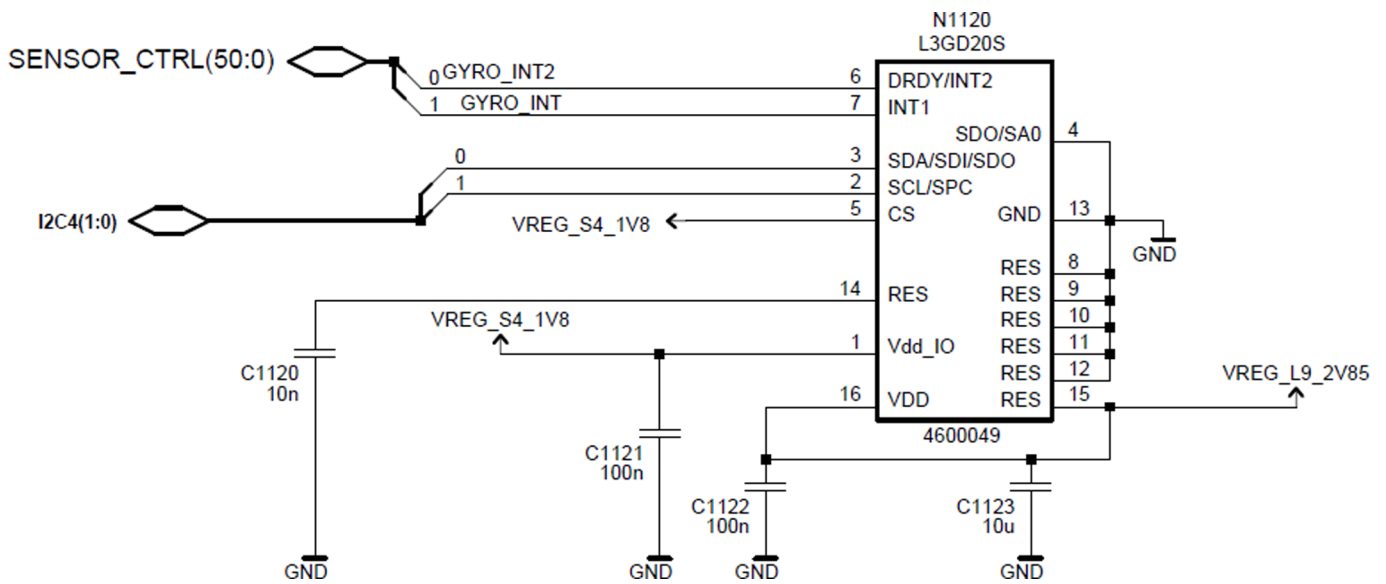 N1120
L3GD20S
SENSOR_CTRL(50:0)
0 GYRO_INT2 6 DRDY/INT2
1 GYRO_INT 7 INT1
SDO/SA0 4
0 3 SDA/SDI/SDO
1 2 SCL/SPC
I2C4(1:0)
VREG_S4_1V8 5 CS GND 13
GND
RES 8
14 RES RES 9
VREG_S4_1V8 RES 10
1 Vdd_IO RES 11
C1120 RES 12
10n
VREG_L9_2V85
16 VDD RES 15
4600049
C1121
100n
C1122
100n
C1123
10u
GND
GND
GND
GND